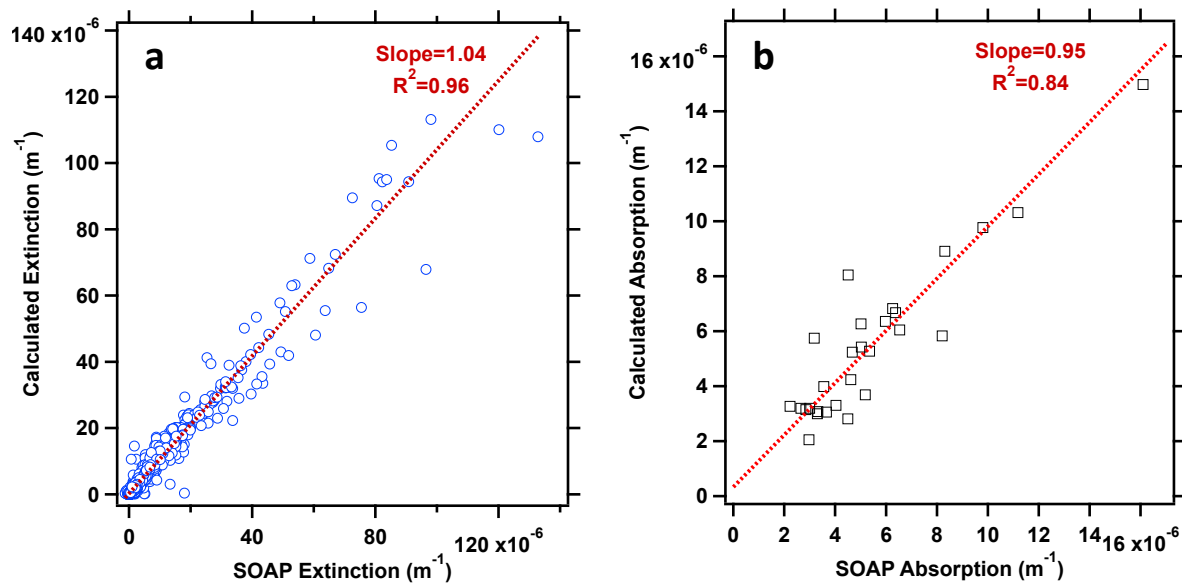 a
Slope=1.04
R²=0.96
140 x10⁻⁶
120
100
80
60
40
20
0
Calculated Extinction (m⁻¹)
0
40
80
120 x10⁻⁶
SOAP Extinction (m⁻¹)
b
Slope=0.95
R²=0.84
16 x10⁻⁶
14
12
10
8
6
4
2
0
Calculated Absorption (m⁻¹)
0
2
4
6
8
10
12
14
16 x10⁻⁶
SOAP Absorption (m⁻¹)